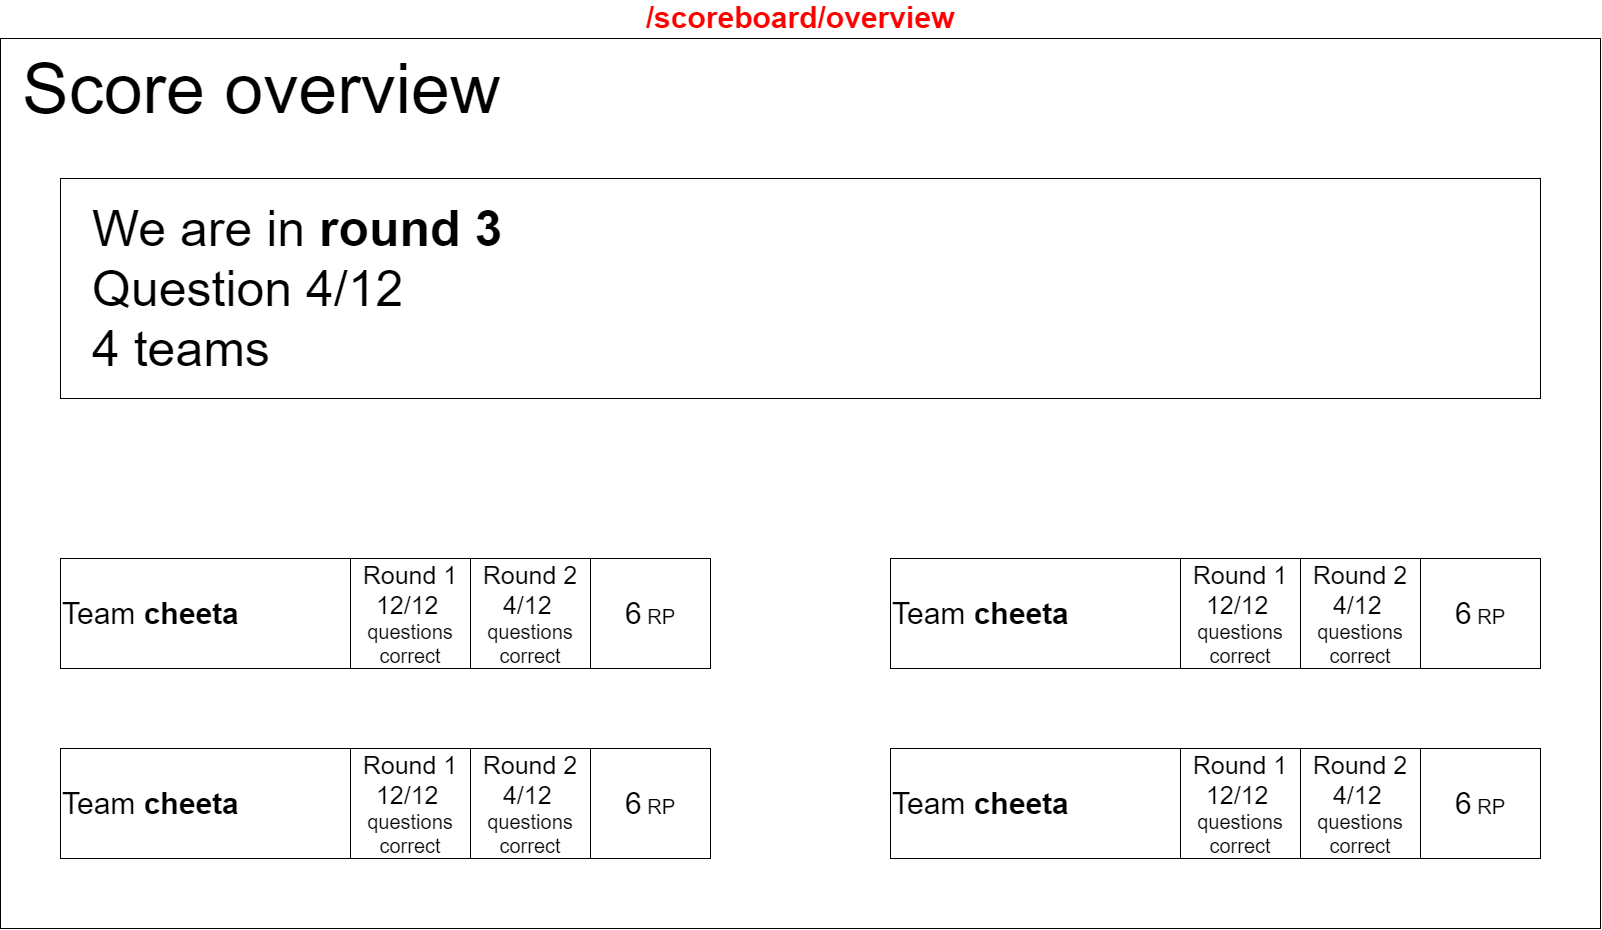 /scoreboard/overview
Score overview
We are in round 3
Question 4/12
4 teams
Team cheeta
Round 1
12/12
questions
correct
Round 2
4/12
questions
correct
6 RP
Team cheeta
Round 1
12/12
questions
correct
Round 2
4/12
questions
correct
6 RP
Team cheeta
Round 1
12/12
questions
correct
Round 2
4/12
questions
correct
6 RP
Team cheeta
Round 1
12/12
questions
correct
Round 2
4/12
questions
correct
6 RP